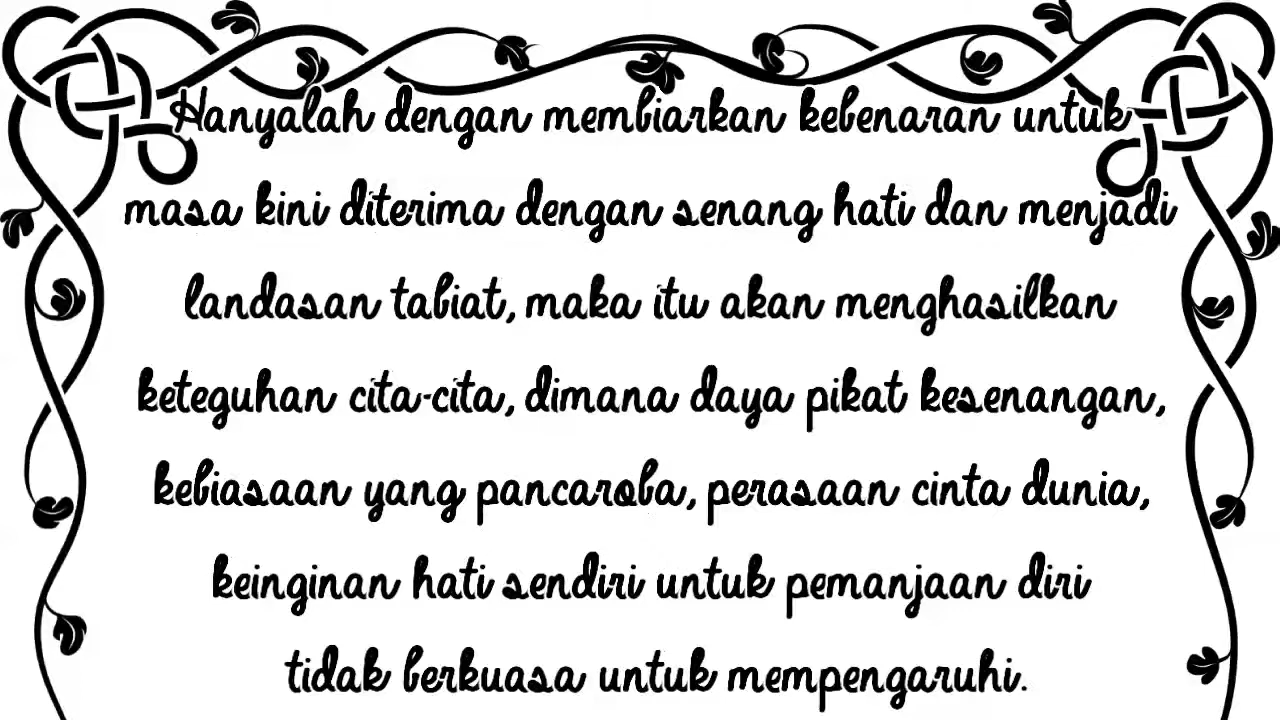 Hanyalah dengan membiarkan kebenaran untuk
masa kini diterima dengan senang hati dan menjadi
landasan tabiat, maka itu akan menghasilkan
keteguhan cita-cita, dimana daya pikat kesenangan,
kebiasaan yang pancaroba, perasaan cinta dunia,
keinginan hati sendiri untuk pemanjaan diri
tidak berkuasa untuk mempengaruhi.